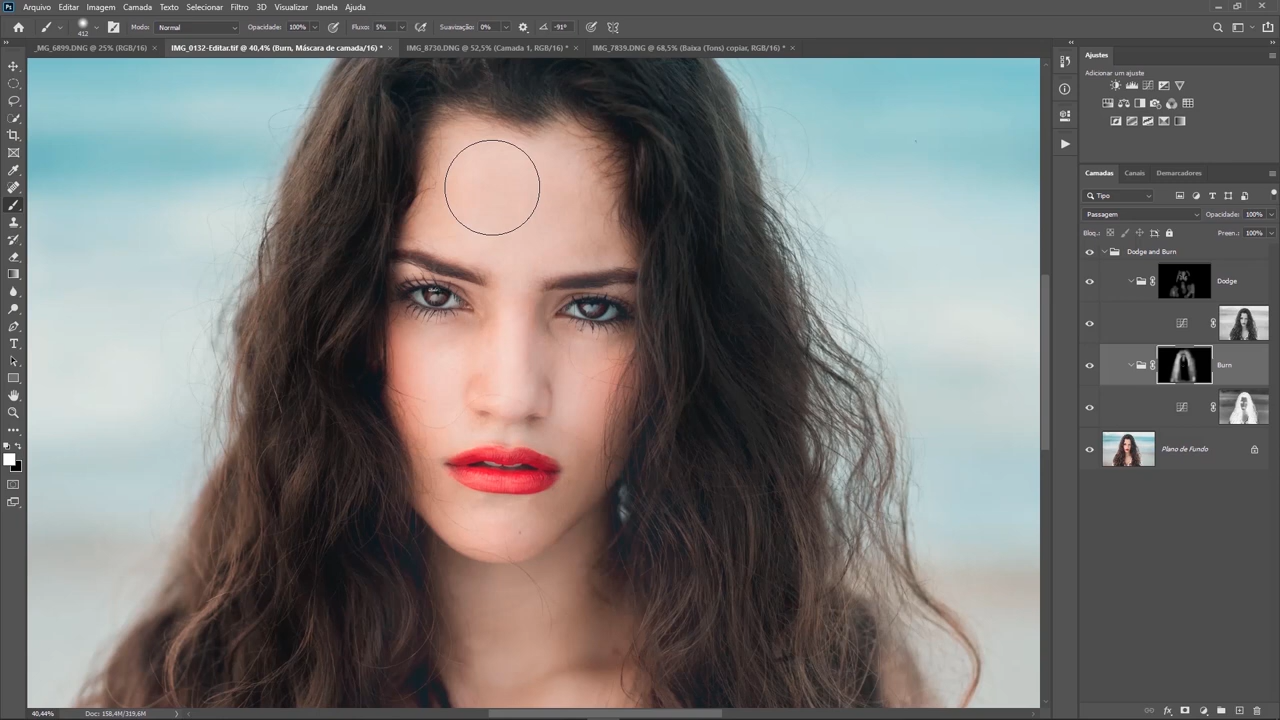 Ps Arquivo Editar Imagem Camada Texto Selecionar Filtro 3D Visualizar Janela Ajuda
412 Modo: Normal Opacidade: 100% Fluxo: 5% Suavização: 0% -91°
_MG_6899.DNG @ 25% (RGB/16) × IMG_0132-Editar.tif @ 40,4% (Burn, Máscara de camada/16) * × IMG_8730.DNG @ 52,5% (Camada 1, RGB/16) * × IMG_7839.DNG @ 68,5% (Baixa (Tons) copiar, RGB/16) * ×
Ajustes
Adicionar um ajuste
Camadas Canais Demarcadores
Tipo
Passagem Opacidade: 100%
Bloq.: Preen.: 100%
Dodge and Burn
Dodge
Burn
Plano de Fundo
40,44% Doc: 158,4M/319,6M